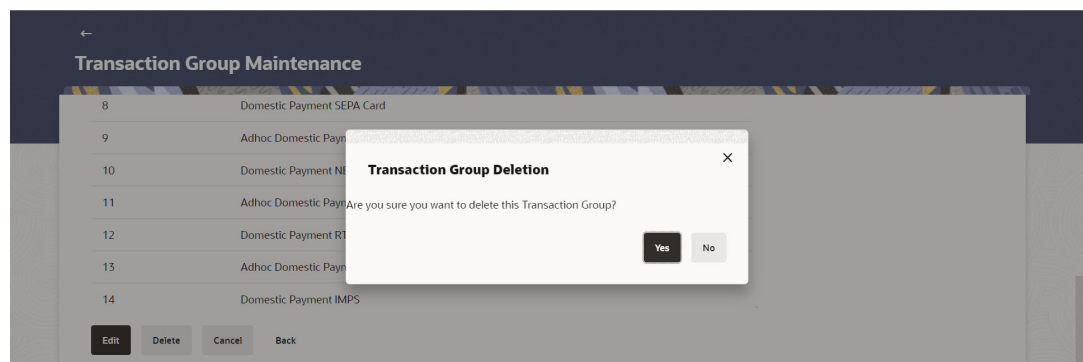 ←
Transaction Group Maintenance
8 Domestic Payment SEPA Card
9 Adhoc Domestic Payn
10 Domestic Payment NE
11 Adhoc Domestic Payn
12 Domestic Payment RT
13 Adhoc Domestic Payn
14 Domestic Payment IMPS
Transaction Group Deletion
Are you sure you want to delete this Transaction Group?
Yes No
Edit Delete Cancel Back